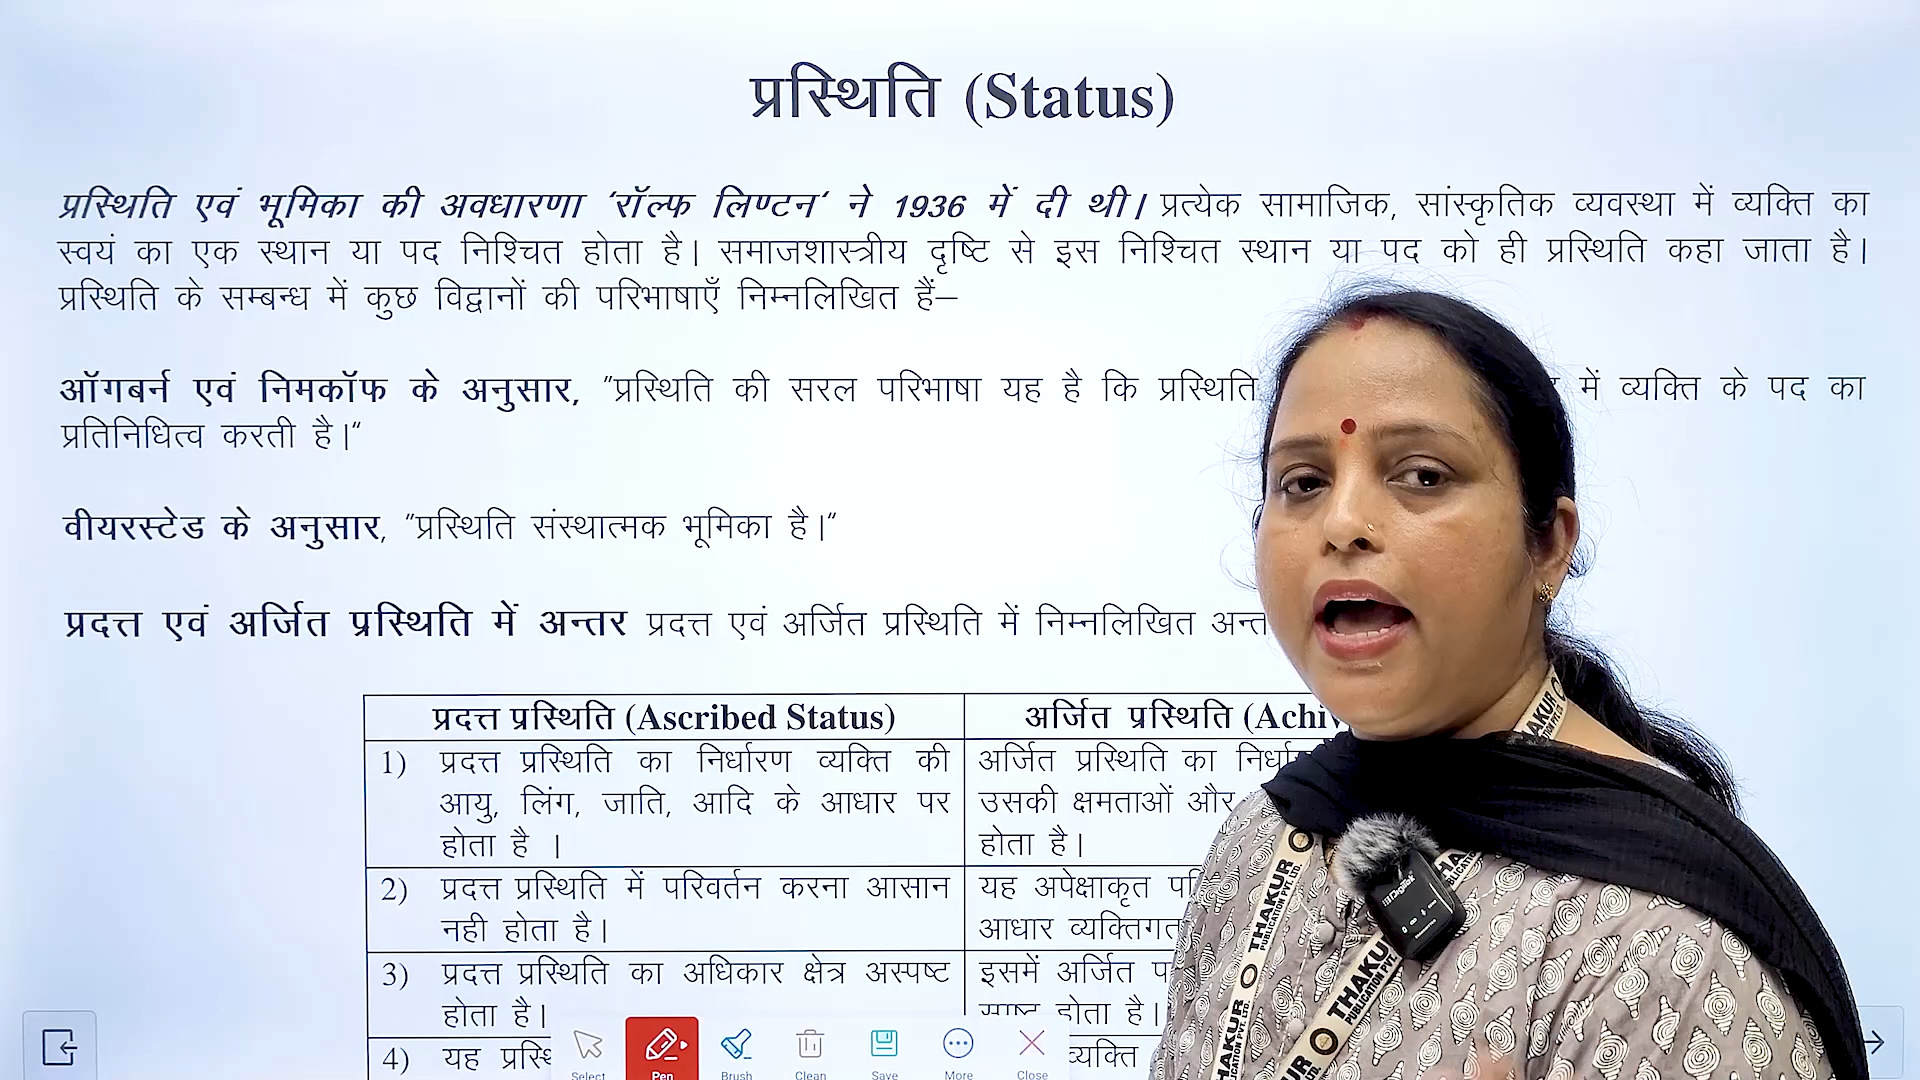 प्रस्थिति (Status)
प्रस्थिति एवं भूमिका की अवधारणा ‘रॉल्फ लिण्टन‘ ने 1936 में दी थी। प्रत्येक सामाजिक, सांस्कृतिक व्यवस्था में व्यक्ति का
स्वयं का एक स्थान या पद निश्चित होता है। समाजशास्त्रीय दृष्टि से इस निश्चित स्थान या पद को ही प्रस्थिति कहा जाता है।
प्रस्थिति के सम्बन्ध में कुछ विद्वानों की परिभाषाएँ निम्नलिखित हैं–
ऑगबर्न एवं निमकॉफ के अनुसार, ”प्रस्थिति की सरल परिभाषा यह है कि प्रस्थिति में व्यक्ति के पद का
प्रतिनिधित्व करती है।“
वीयरस्टेड के अनुसार, ”प्रस्थिति संस्थात्मक भूमिका है।“
प्रदत्त एवं अर्जित प्रस्थिति में अन्तर प्रदत्त एवं अर्जित प्रस्थिति में निम्नलिखित
प्रदत्त प्रस्थिति (Ascribed Status)
अर्जित प्रस्थिति
1) प्रदत्त प्रस्थिति का निर्धारण व्यक्ति की
आयु, लिंग, जाति, आदि के आधार पर
होता है ।
अर्जित प्रस्थिति का
उसकी क्षमताओं और
होता है।
2) प्रदत्त प्रस्थिति में परिवर्तन करना आसान
नही होता है।
यह अपेक्षाकृत
आधार व्यक्तिगत
3) प्रदत्त प्रस्थिति का अधिकार क्षेत्र अस्पष्ट
होता है।
इसमें अर्जित
होता है।
4) यह
व्यक्ति
Select Pen Brush Clean Save More Close
THAKUR
PUBLICATION PVT. LTD.